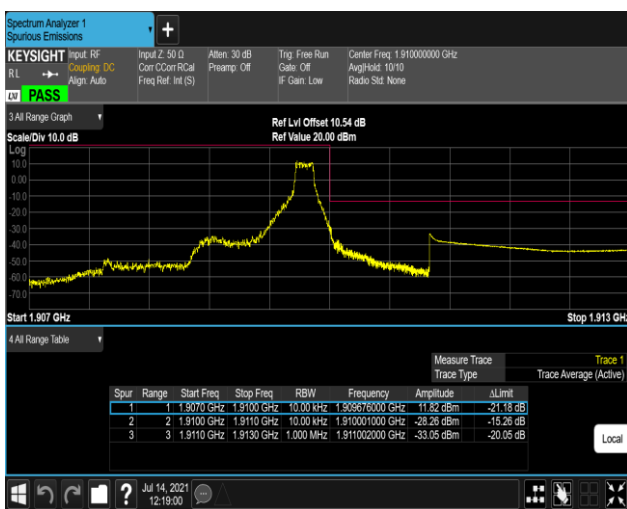 Spectrum Analyzer 1
Spurious Emissions
KEYSIGHT Input: RF Input Z: 50 Ω Atten: 30 dB Trig: Free Run Center Freq: 1.910000000 GHz
RL Coupling: DC Corr CCorr RCal Preamp: Off Gate: Off Avg|Hold: 10/10
Align: Auto Freq Ref: Int (S) IF Gain: Low Radio Std: None
LXI PASS
3 All Range Graph
Ref Lvl Offset 10.54 dB
Scale/Div 10.0 dB Ref Value 20.00 dBm
Log
10.0
0.00
-10.0
-20.0
-30.0
-40.0
-50.0
-60.0
-70.0
Start 1.907 GHz Stop 1.913 GHz
4 All Range Table
Measure Trace Trace 1
Trace Type Trace Average (Active)
Spur Range Start Freq Stop Freq RBW Frequency Amplitude ΔLimit
1 1 1.9070 GHz 1.9100 GHz 10.00 kHz 1.909676000 GHz 11.82 dBm -21.18 dB
2 2 1.9100 GHz 1.9110 GHz 10.00 kHz 1.910001000 GHz -28.26 dBm -15.26 dB
3 3 1.9110 GHz 1.9130 GHz 1.000 MHz 1.911002000 GHz -33.05 dBm -20.05 dB
Local
Jul 14, 2021
12:19:00